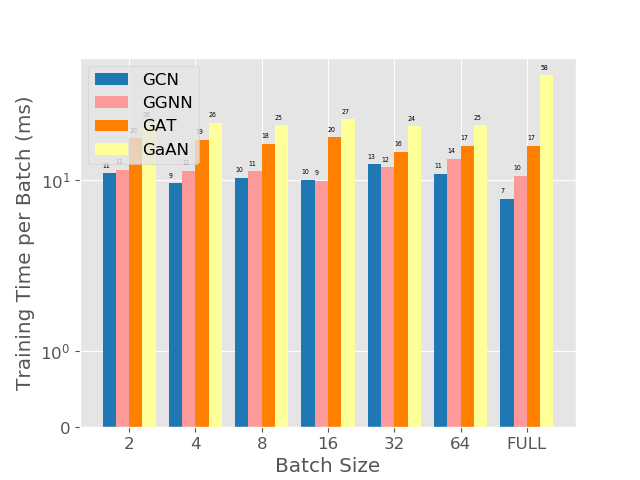 GCN
GGNN
GAT
GaAN
11 11 20 26
9 11 19 26
10 11 18 25
10 9 20 27
13 12 16 24
11 14 17 25
7 10 17 58
10¹
10⁰
0
Training Time per Batch (ms)
2 4 8 16 32 64 FULL
Batch Size